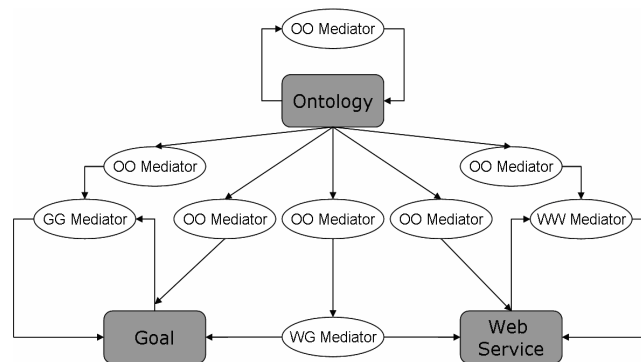 OO Mediator
Ontology
OO Mediator
OO Mediator
GG Mediator
OO Mediator
OO Mediator
OO Mediator
WW Mediator
Goal
WG Mediator
Web
Service